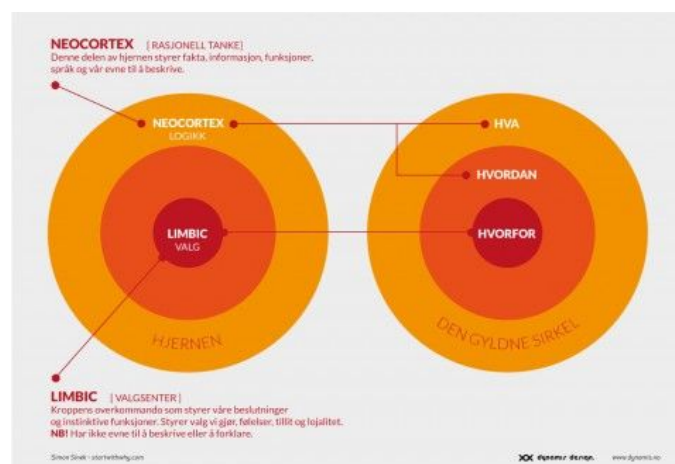 NEOCORTEX [RASJONELL TANKE]
Denne delen av hjernen styrer fakta, informasjon, funksjoner,
språk og vår evne til å beskrive.
NEOCORTEX
LOGIKK
HVA
HVORDAN
LIMBIC
VALG
HVORFOR
HJERNEN
DEN GYLDNE SIRKEL
LIMBIC [VALGSENTER]
Kroppens overkommando som styrer våre beslutninger
og instinktive funksjoner. Styrer valg vi gjør, følelser, tillit og lojalitet.
NB! Har ikke evne til å beskrive eller å forklare.
Simon Sinek - startwithwhy.com
dynamis design. www.dynamis.no